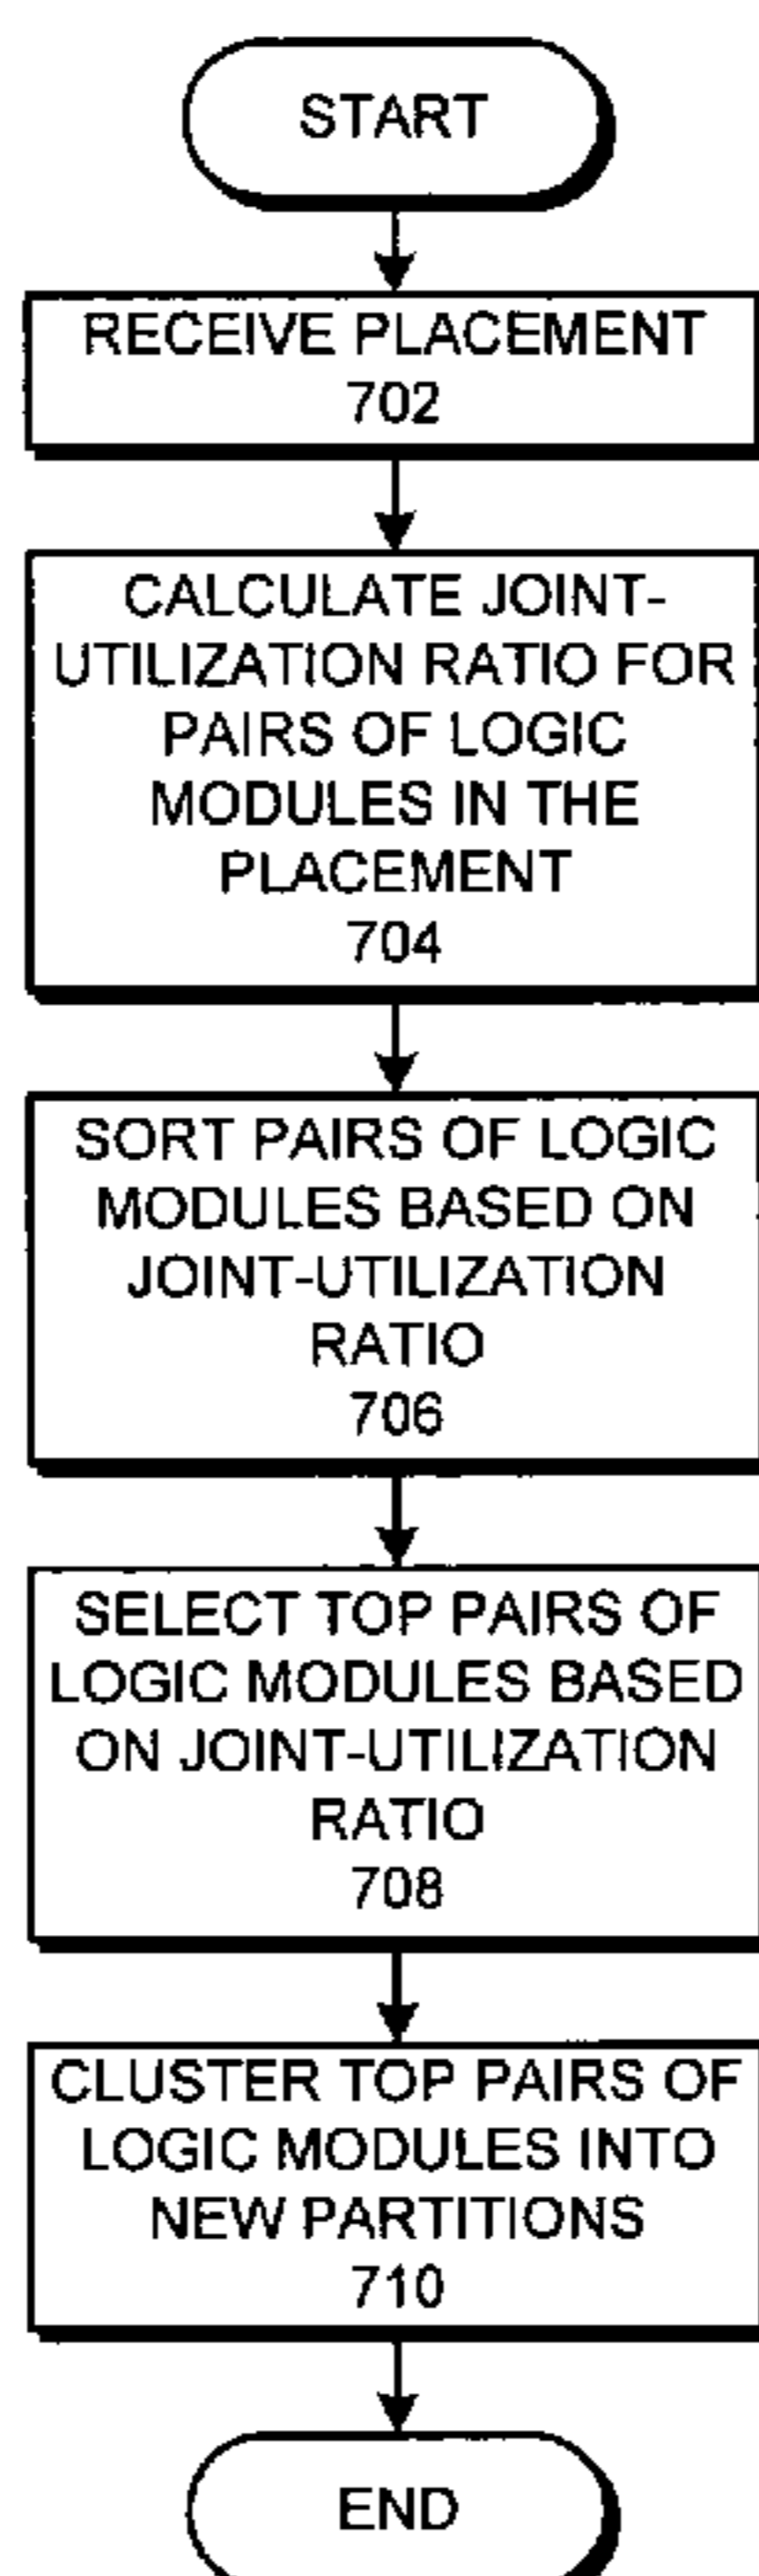 START
RECEIVE PLACEMENT
702
CALCULATE JOINT-
UTILIZATION RATIO FOR
PAIRS OF LOGIC
MODULES IN THE
PLACEMENT
704
SORT PAIRS OF LOGIC
MODULES BASED ON
JOINT-UTILIZATION
RATIO
706
SELECT TOP PAIRS OF
LOGIC MODULES BASED
ON JOINT-UTILIZATION
RATIO
708
CLUSTER TOP PAIRS OF
LOGIC MODULES INTO
NEW PARTITIONS
710
END